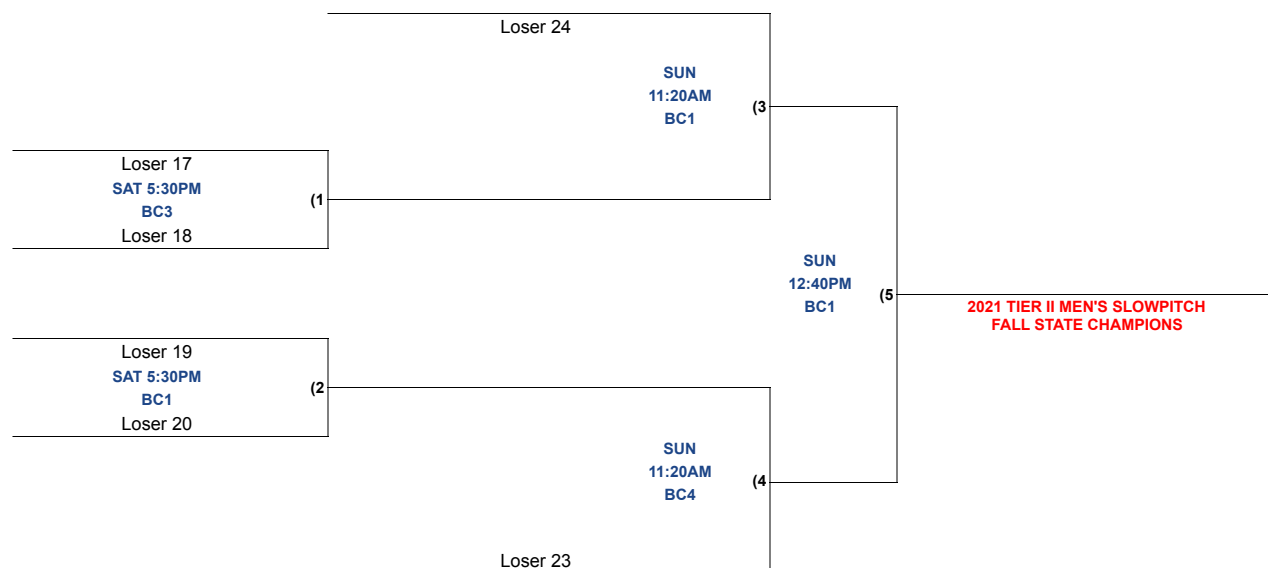 Loser 24
SUN
11:20AM
BC1
(3
Loser 17
SAT 5:30PM
BC3
(1
Loser 18
SUN
12:40PM
BC1
(5
2021 TIER II MEN'S SLOWPITCH
FALL STATE CHAMPIONS
Loser 19
SAT 5:30PM
BC1
(2
Loser 20
SUN
11:20AM
BC4
(4
Loser 23